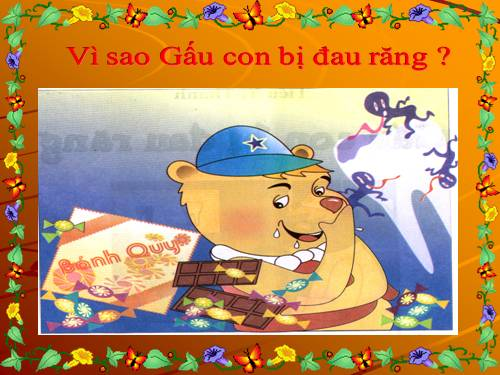 Vì sao Gấu con bị đau răng ?
Bánh Quy